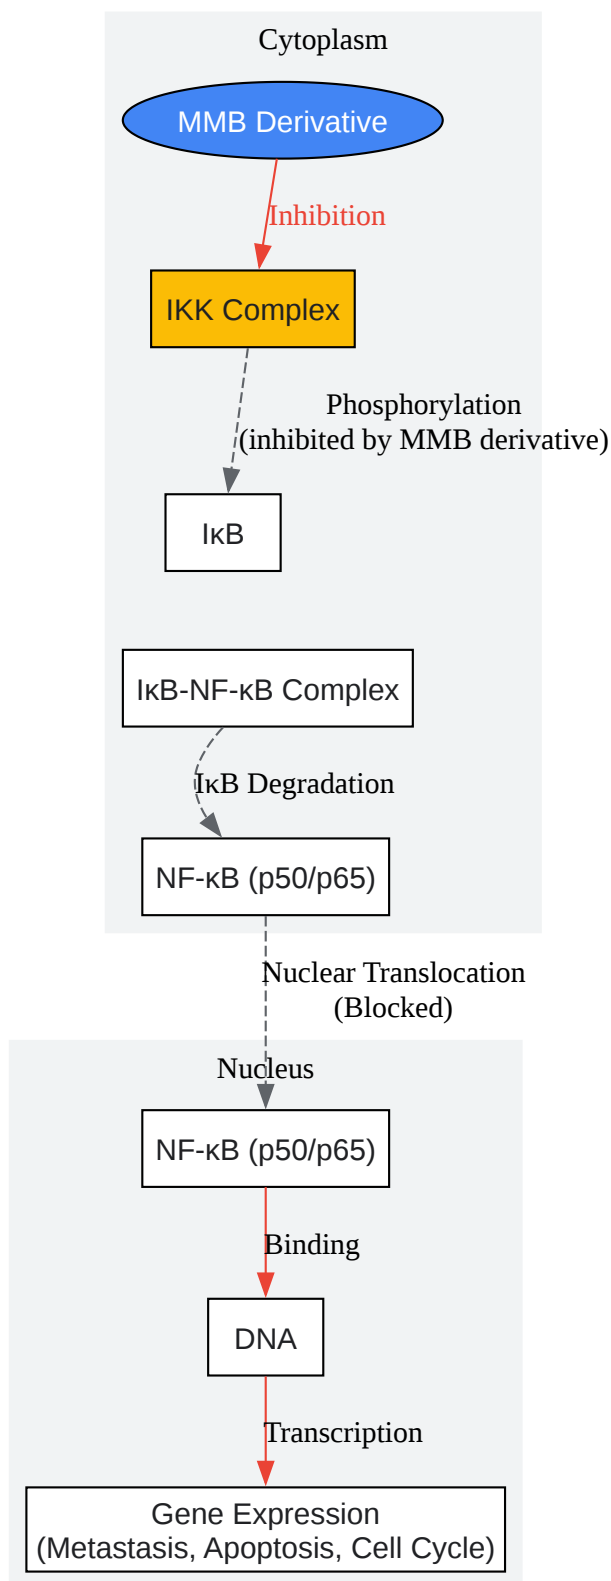 Cytoplasm
MMB Derivative
Inhibition
IKK Complex
Phosphorylation
(inhibited by MMB derivative)
IκB
IκB-NF-κB Complex
IκB Degradation
NF-κB (p50/p65)
Nuclear Translocation
(Blocked)
Nucleus
NF-κB (p50/p65)
Binding
DNA
Transcription
Gene Expression
(Metastasis, Apoptosis, Cell Cycle)